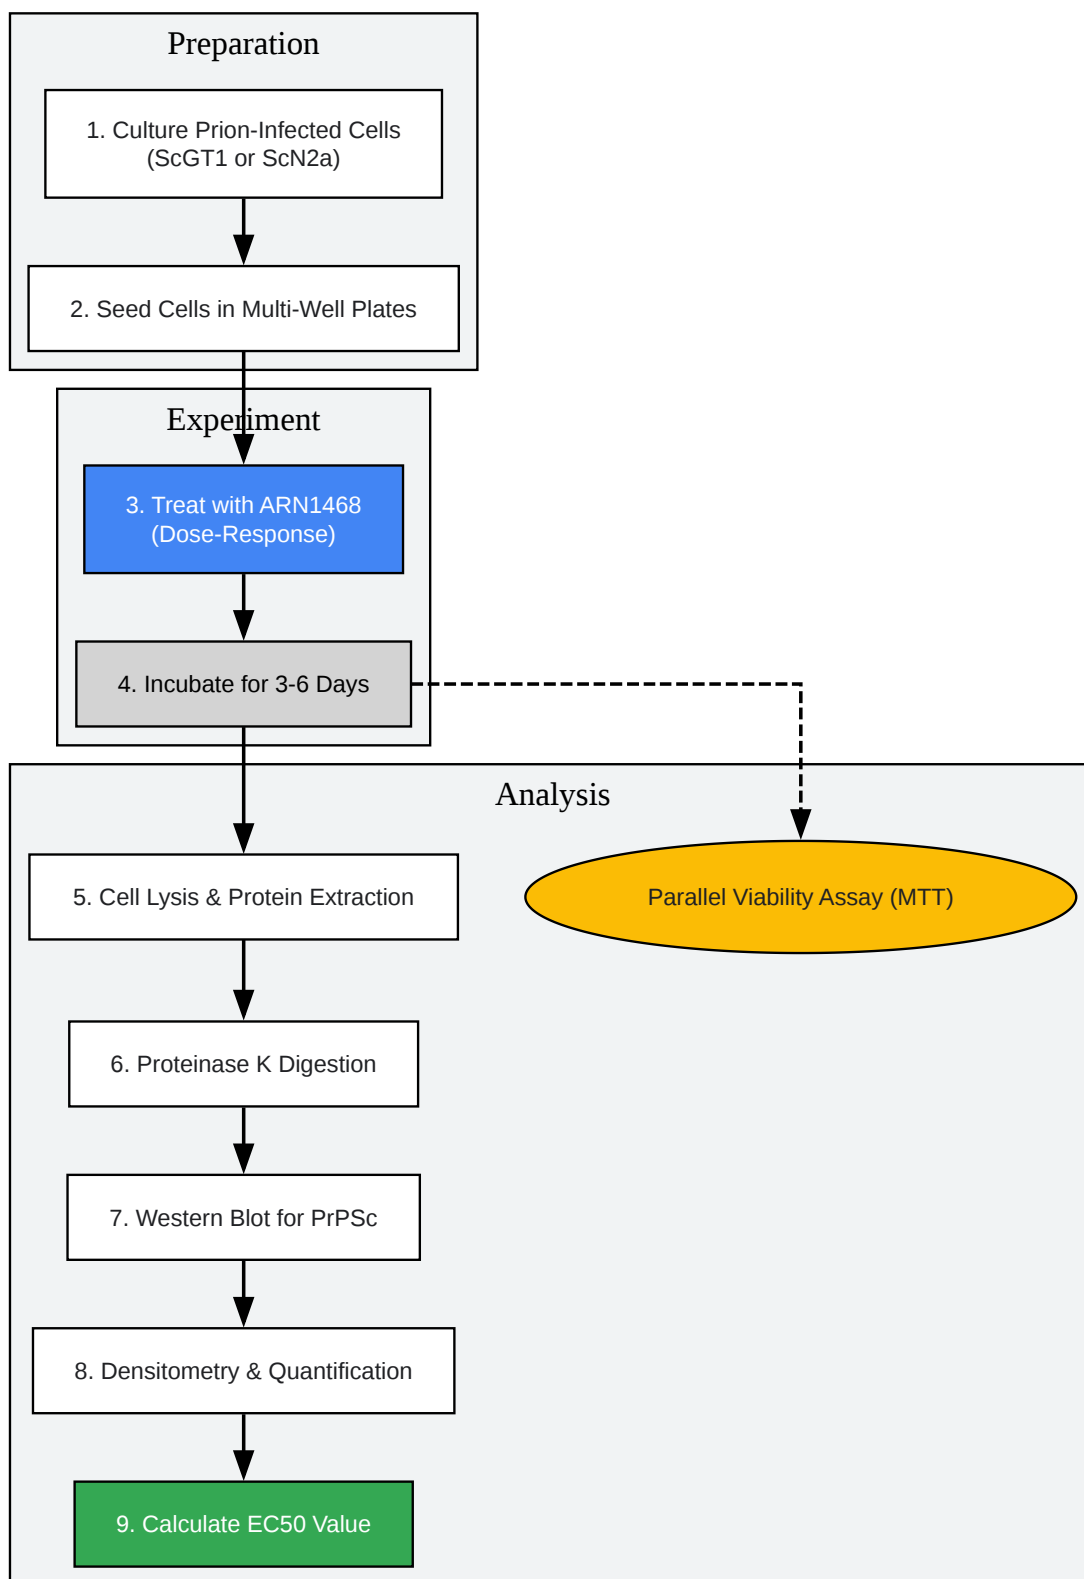 Preparation
1. Culture Prion-Infected Cells
(ScGT1 or ScN2a)
2. Seed Cells in Multi-Well Plates
Experiment
3. Treat with ARN1468
(Dose-Response)
4. Incubate for 3-6 Days
Analysis
5. Cell Lysis & Protein Extraction
Parallel Viability Assay (MTT)
6. Proteinase K Digestion
7. Western Blot for PrPSc
8. Densitometry & Quantification
9. Calculate EC50 Value